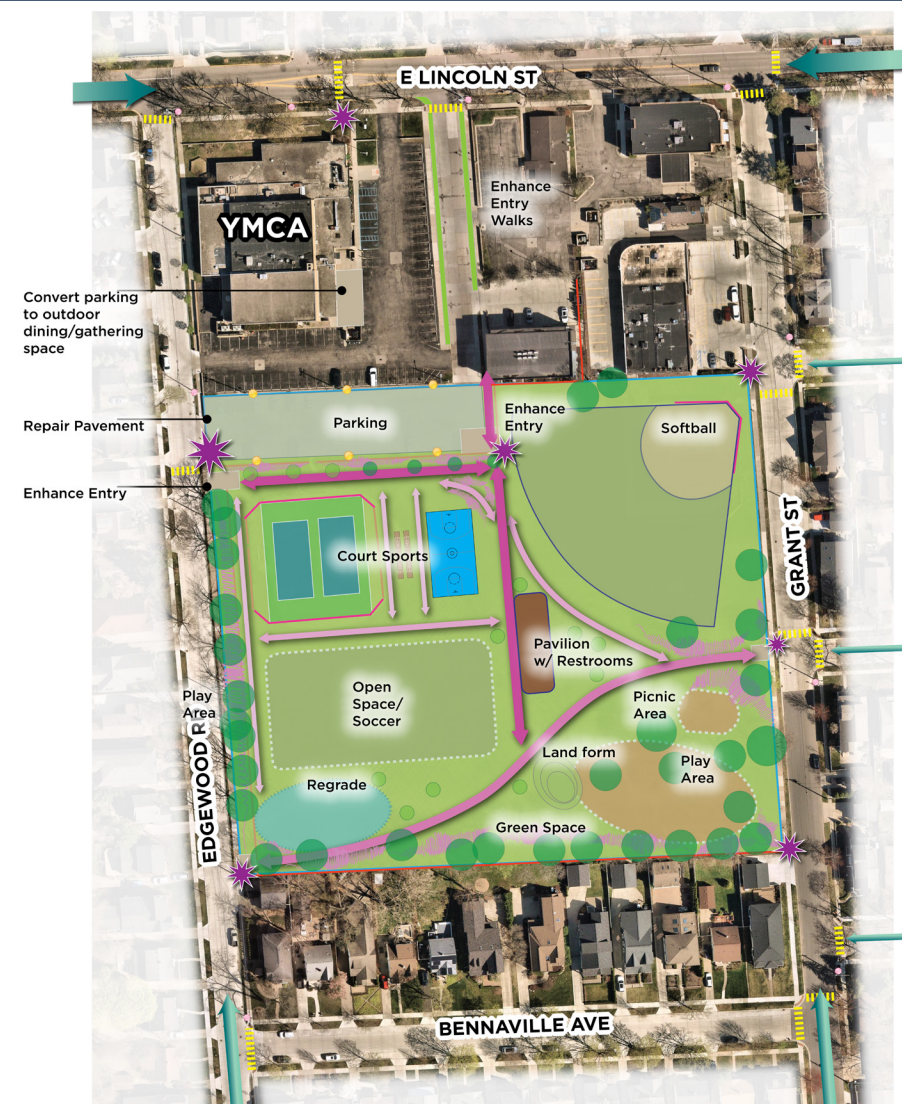 E LINCOLN ST
Enhance
Entry
Walks
YMCA
Convert parking
to outdoor
dining/gathering
space
Repair Pavement
Parking
Enhance
Entry
Softball
Enhance Entry
Court Sports
GRANT ST
Pavilion
w/ Restrooms
Open
Space/
Soccer
Play
Area
Picnic
Area
EDGEWOOD R
Land form
Play
Area
Regrade
Green Space
BENNAVILLE AVE